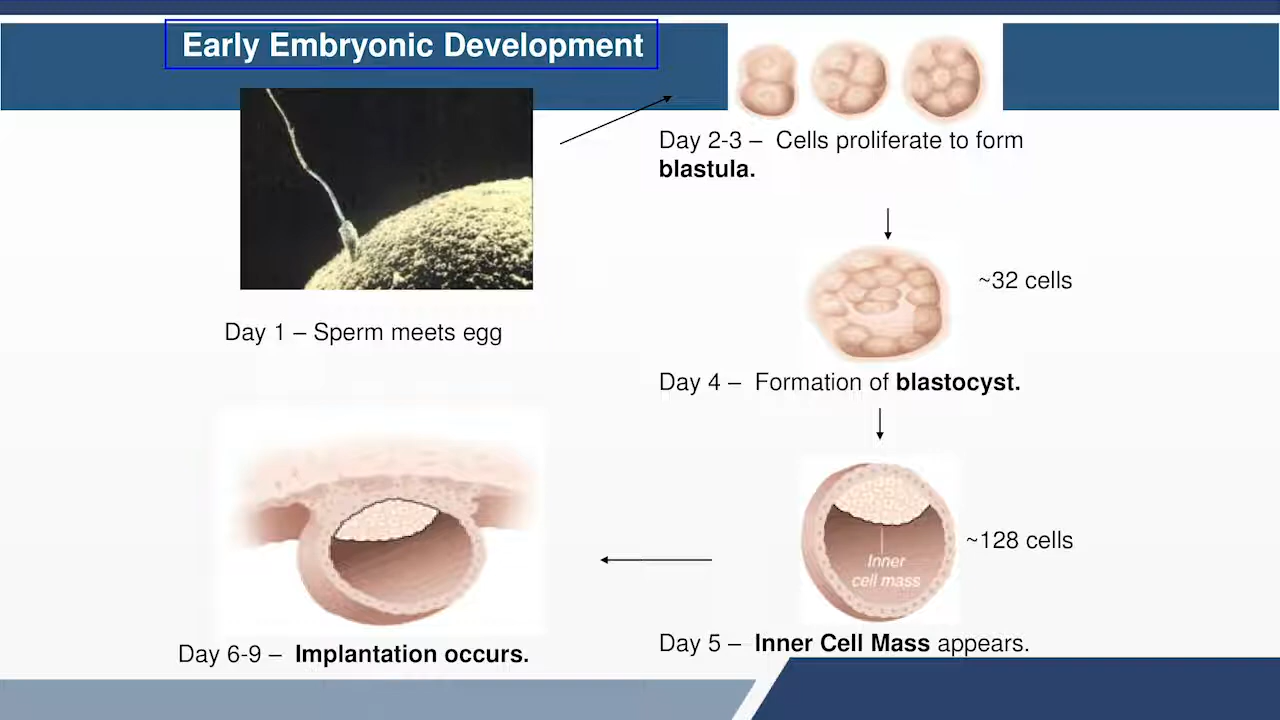 Early Embryonic Development
Day 1 – Sperm meets egg
Day 2-3 – Cells proliferate to form
blastula.
~32 cells
Day 4 – Formation of blastocyst.
Inner
cell mass
~128 cells
Day 5 – Inner Cell Mass appears.
Day 6-9 – Implantation occurs.